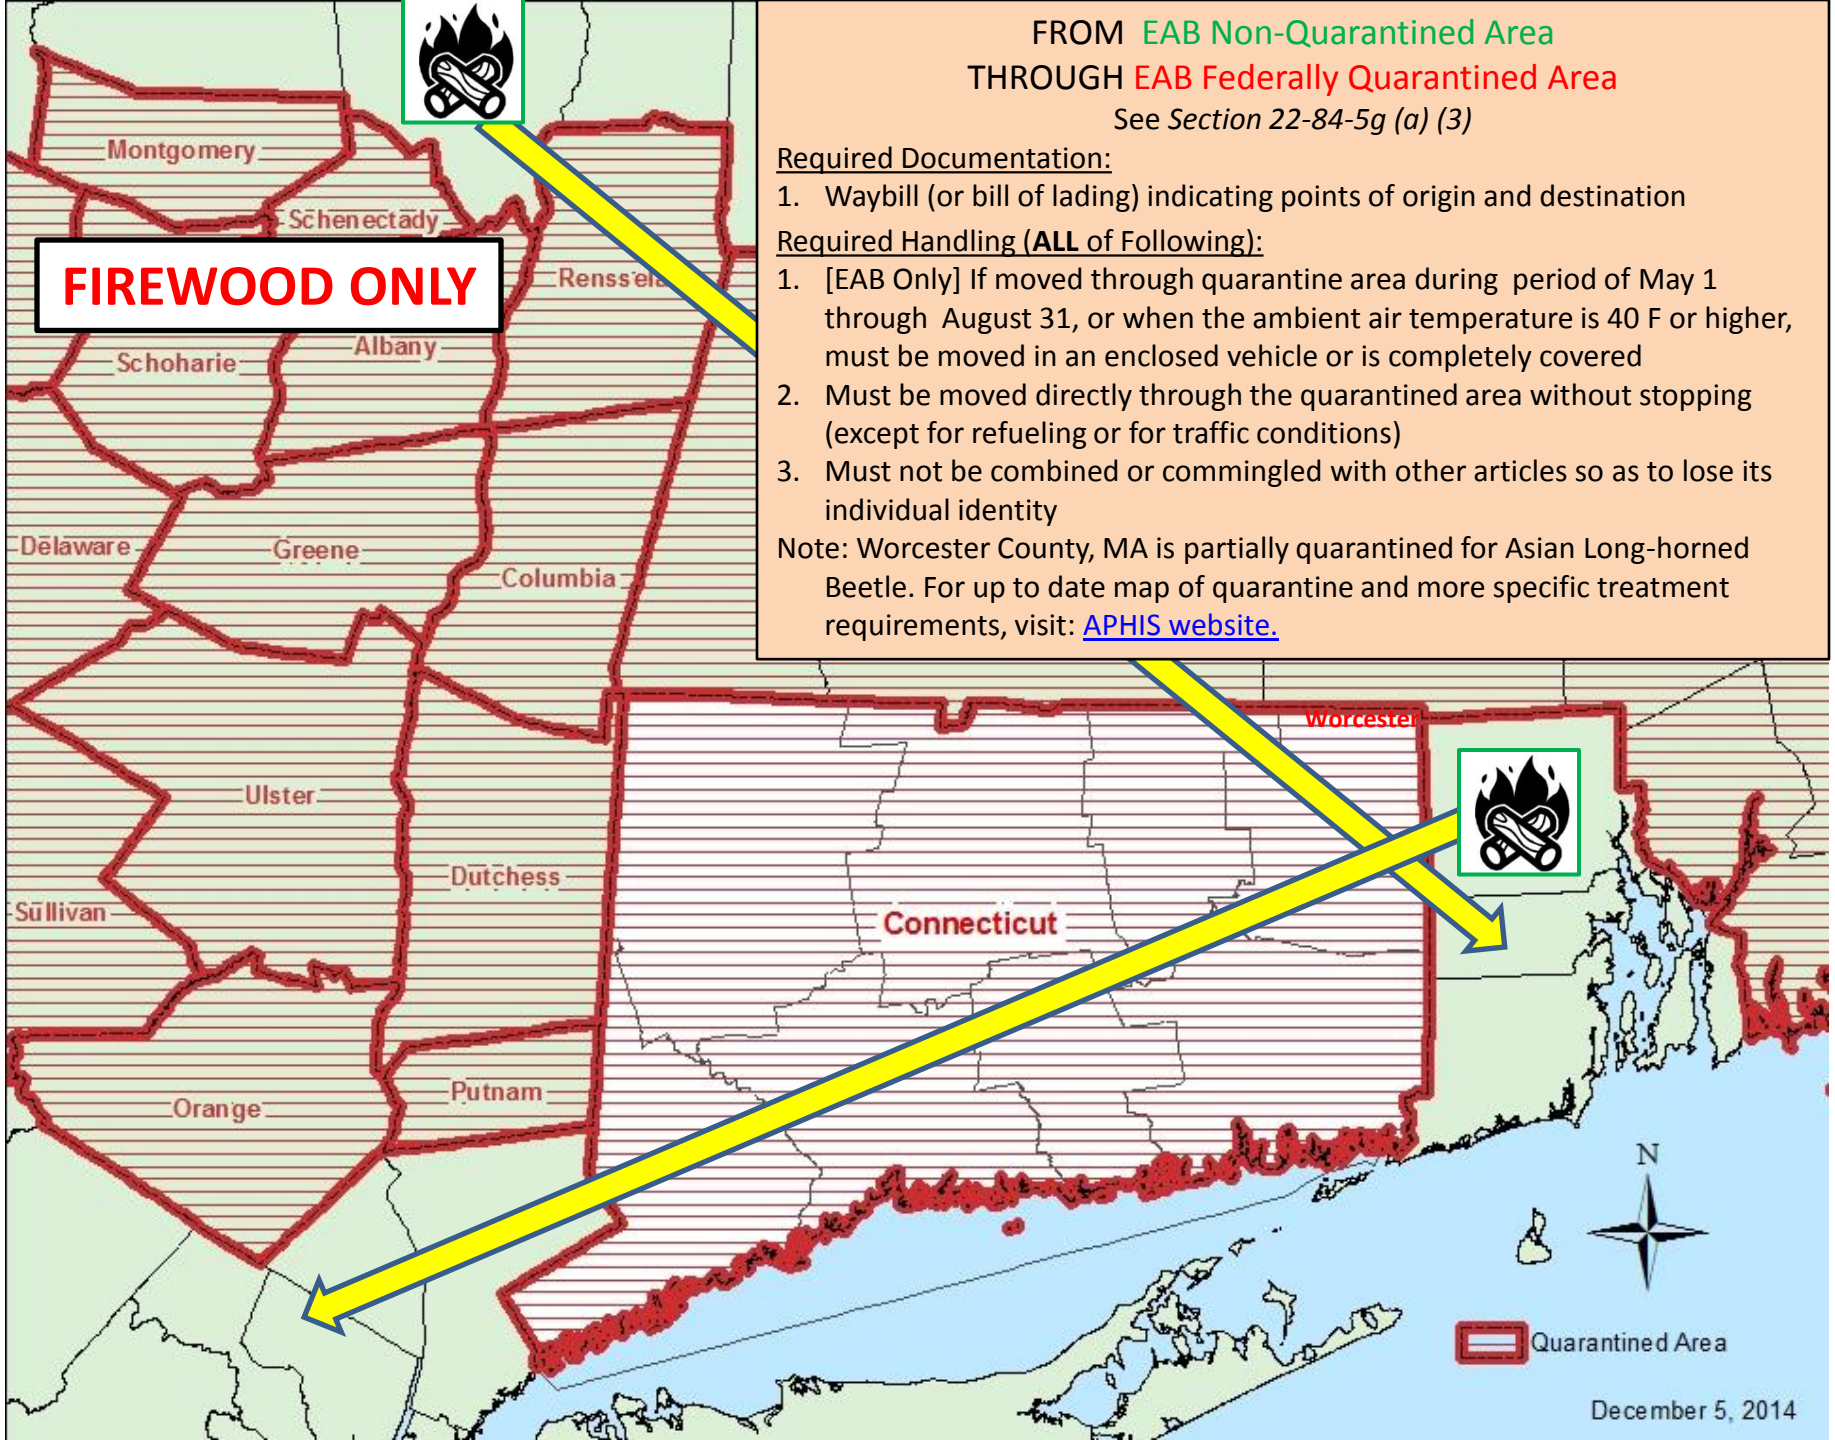 FROM EAB Non-Quarantined Area
THROUGH EAB Federally Quarantined Area
See Section 22-84-5g (a) (3)
Required Documentation:
1. Waybill (or bill of lading) indicating points of origin and destination
Required Handling (ALL of Following):
1. [EAB Only] If moved through quarantine area during period of May 1
through August 31, or when the ambient air temperature is 40 F or higher,
must be moved in an enclosed vehicle or is completely covered
2. Must be moved directly through the quarantined area without stopping
(except for refueling or for traffic conditions)
3. Must not be combined or commingled with other articles so as to lose its
individual identity
Note: Worcester County, MA is partially quarantined for Asian Long-horned
Beetle. For up to date map of quarantine and more specific treatment
requirements, visit: APHIS website.
Montgomery
Schenectady
FIREWOOD ONLY
Renssela
Albany
Schoharie
Delaware
Greene
Columbia
Worcester
Ulster
Dutchess
Sullivan
Connecticut
Putnam
Orange
N
Quarantined Area
December 5, 2014